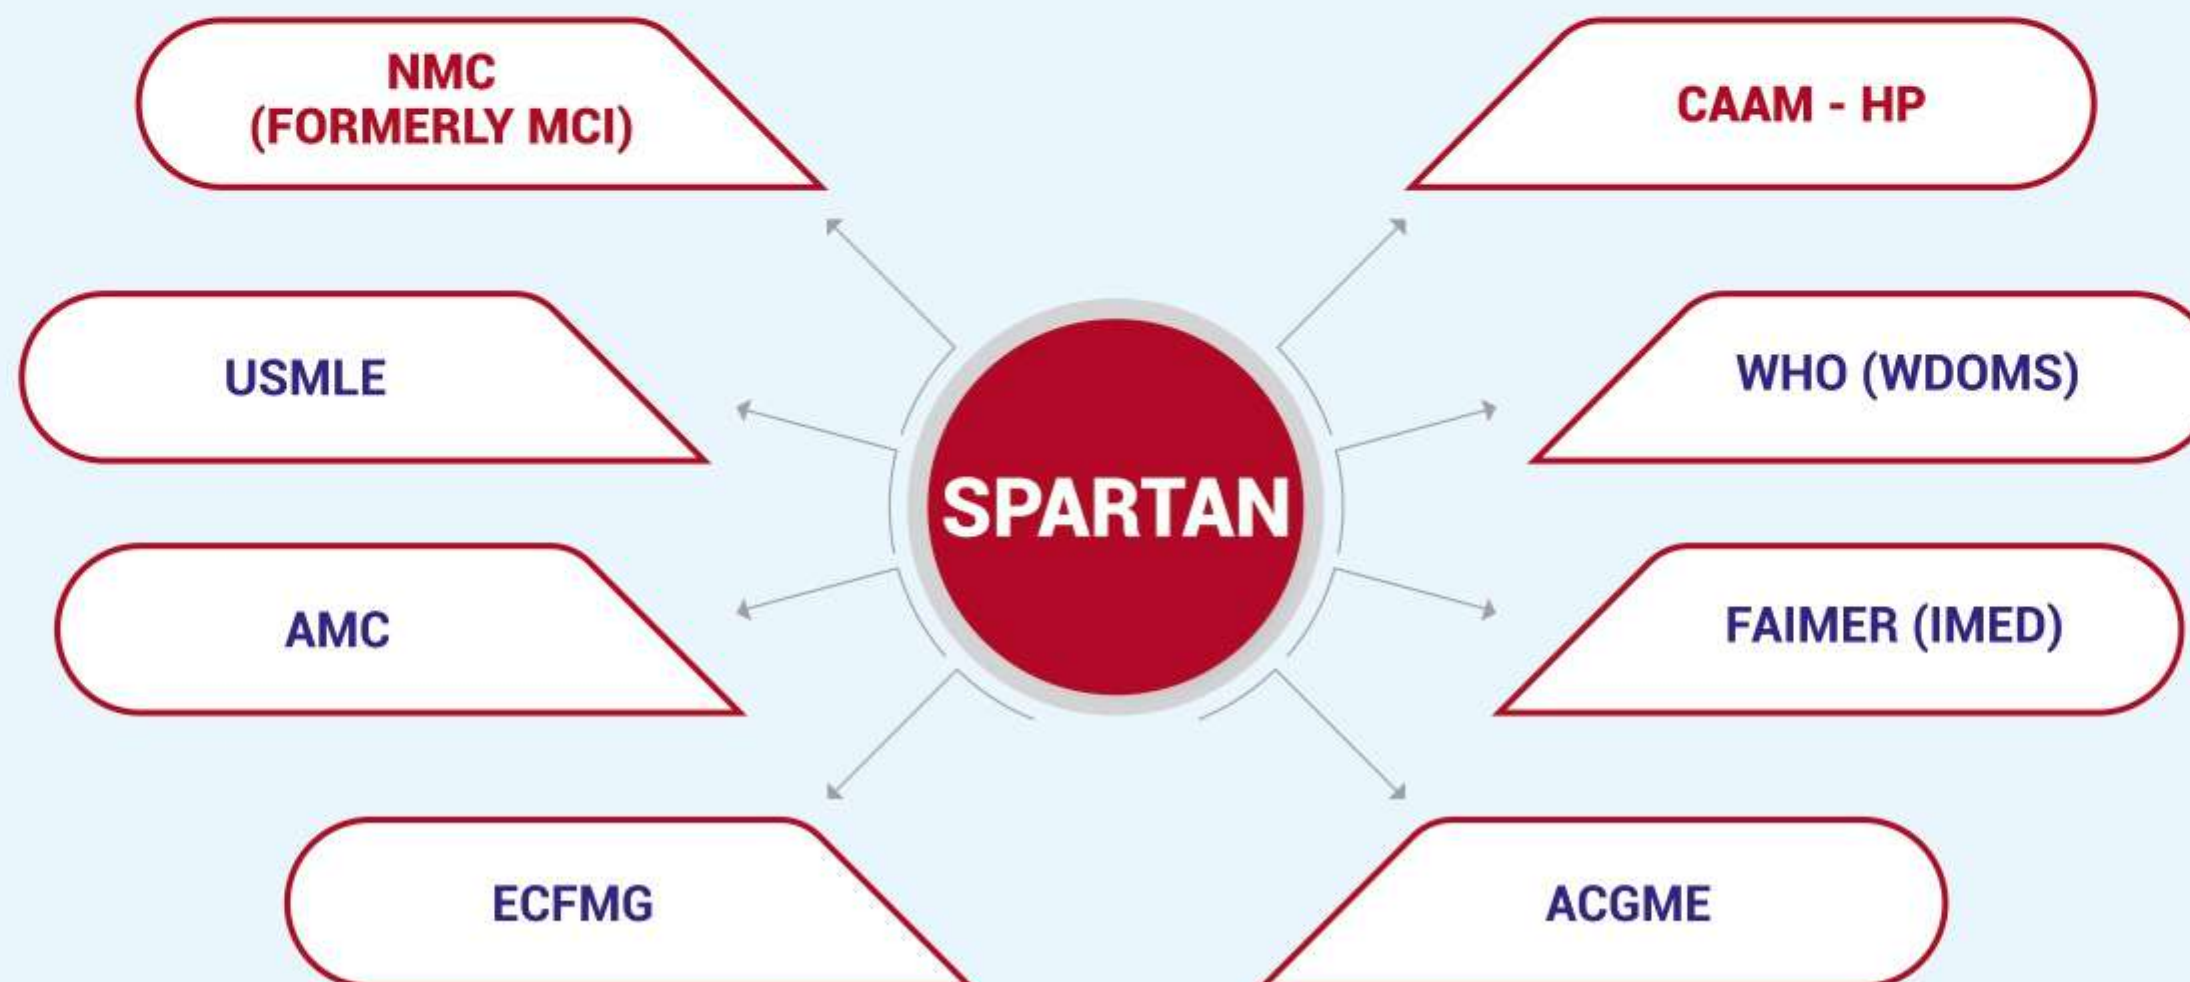 NMC
(FORMERLY MCI)
CAAM - HP
USMLE
WHO (WDOMS)
SPARTAN
AMC
FAIMER (IMED)
ECFMG
ACGME